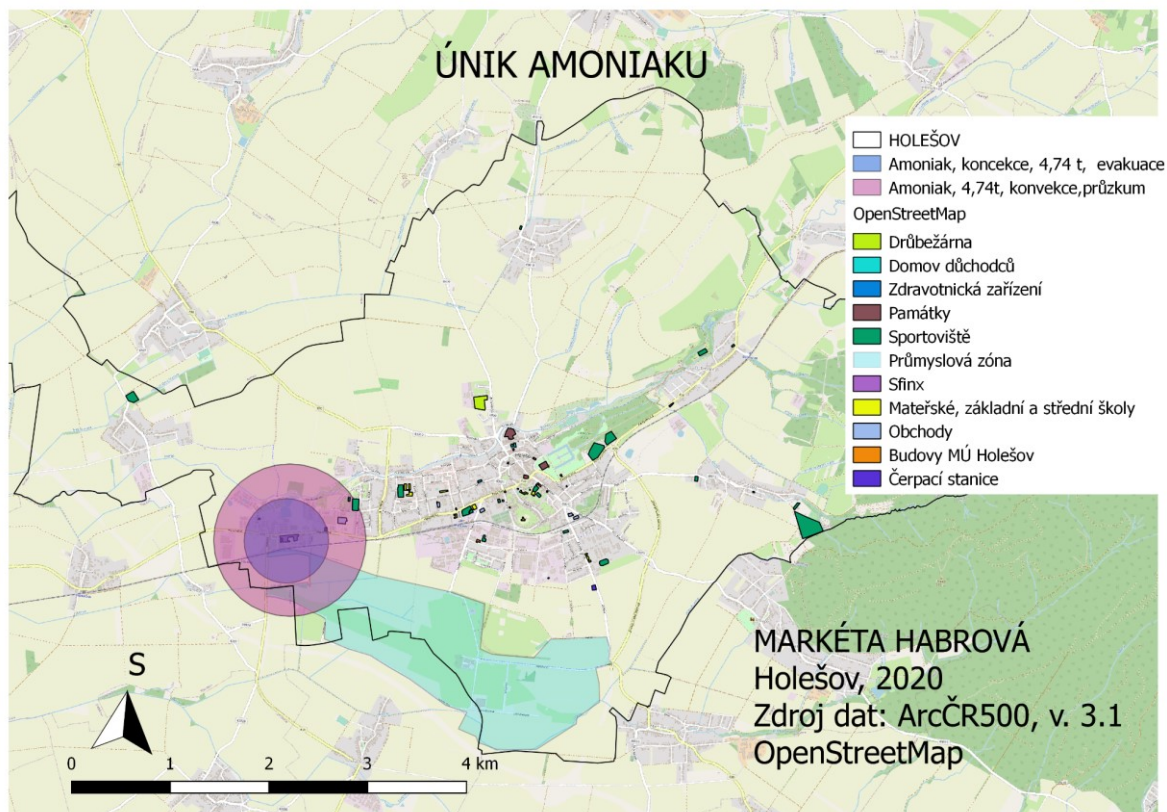 ÚNIK AMONIAKU
HOLEŠOV
Amoniak, koncekce, 4,74 t, evakuace
Amoniak, 4,74t, konvekce,průzkum
OpenStreetMap
Drůbežárna
Domov důchodců
Zdravotnická zařízení
Památky
Sportoviště
Průmyslová zóna
Sfinx
Mateřské, základní a střední školy
Obchody
Budovy MÚ Holešov
Čerpací stanice
MARKÉTA HABROVÁ
Holešov, 2020
Zdroj dat: ArcČR500, v. 3.1
OpenStreetMap
S
0 1 2 3 4 km